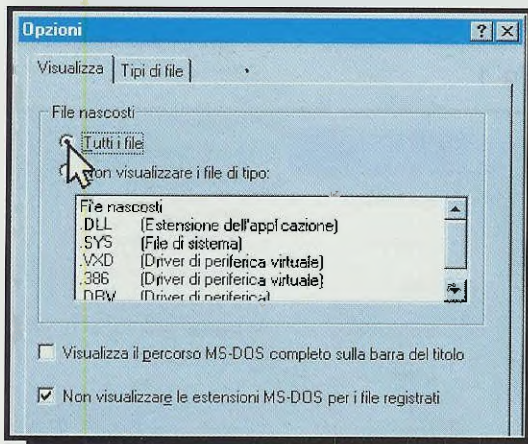 Opzioni
Visualizza Tipi di file
File nascosti
Tutti i file
Non visualizzare i file di tipo:
File nascosti
.DLL (Estensione dell'applicazione)
.SYS (File di sistema)
.VXD (Driver di periferica virtuale)
.386 (Driver di periferica virtuale)
.DRV (Driver di periferica)
Visualizza il percorso MS-DOS completo sulla barra del titolo
Non visualizzare le estensioni MS-DOS per i file registrati